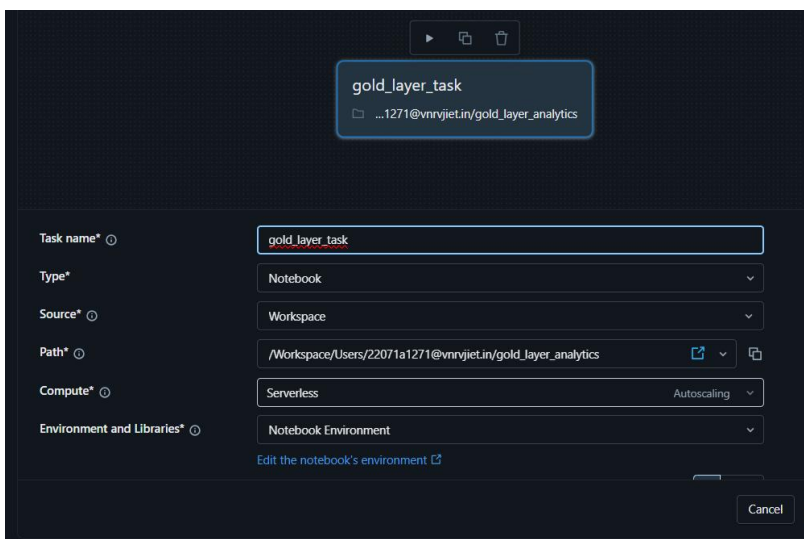 gold_layer_task
...1271@vnrvjiet.in/gold_layer_analytics
Task name*
gold_layer_task
Type*
Notebook
Source*
Workspace
Path*
/Workspace/Users/22071a1271@vnrvjiet.in/gold_layer_analytics
Compute*
Serverless Autoscaling
Environment and Libraries*
Notebook Environment
Edit the notebook's environment
Cancel